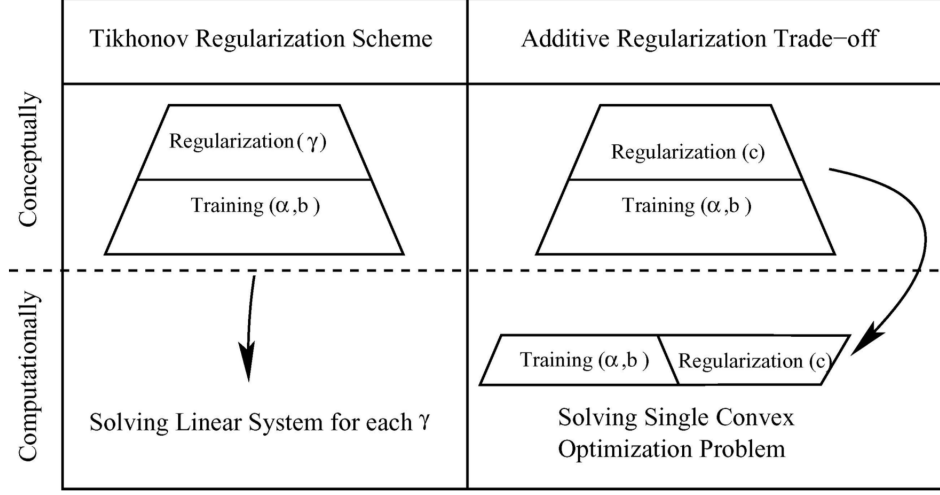 Tikhonov Regularization Scheme
Additive Regularization Trade-off
Conceptually
Regularization (γ)
Training (α,b)
Regularization (c)
Training (α,b)
Computationally
Solving Linear System for each γ
Training (α,b)
Regularization (c)
Solving Single Convex
Optimization Problem